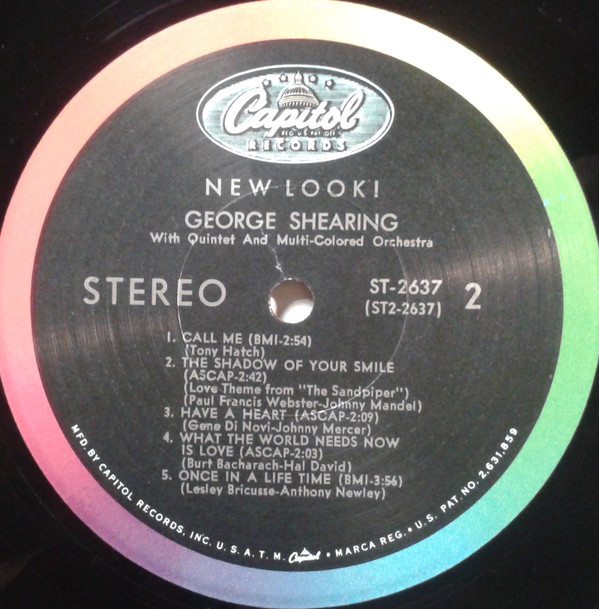 Capitol
REG. U.S. PAT. OFF.
RECORDS
NEW LOOK!
GEORGE SHEARING
With Quintet And Multi-Colored Orchestra
STEREO
ST-2637
(ST2-2637)
2
1. CALL ME (BMI-2:54)
(Tony Hatch)
2. THE SHADOW OF YOUR SMILE
(ASCAP-2:42)
(Love Theme from "The Sandpiper")
(Paul Francis Webster-Johnny Mandel)
3. HAVE A HEART (ASCAP-2:09)
(Gene Di Novi-Johnny Mercer)
4. WHAT THE WORLD NEEDS NOW
IS LOVE (ASCAP-2:03)
(Burt Bacharach-Hal David)
5. ONCE IN A LIFE TIME (BMI-3:56)
(Lesley Bricusse-Anthony Newley)
MFD. BY CAPITOL RECORDS, INC. U. S. A. T. M. Capitol • MARCA REG. • U. S. PAT. NO. 2,631,859